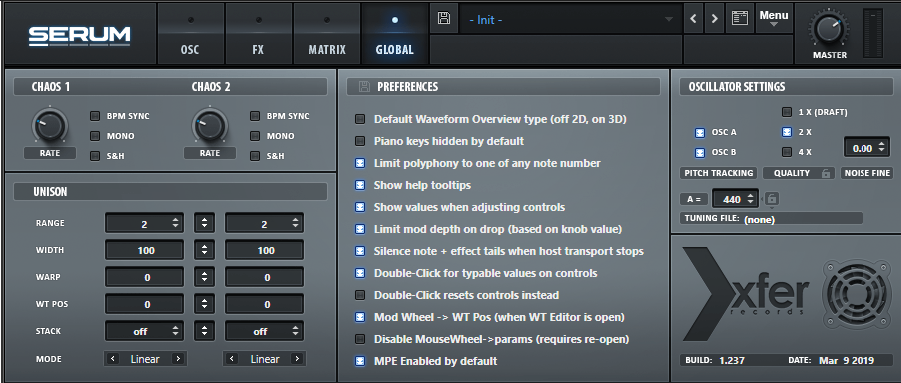 SERUM
OSC FX MATRIX GLOBAL
- Init -
Menu
MASTER
CHAOS 1 CHAOS 2
BPM SYNC BPM SYNC
MONO MONO
S&H S&H
RATE RATE
UNISON
RANGE 2 2
WIDTH 100 100
WARP 0 0
WT POS 0 0
STACK off off
MODE < Linear > < Linear >
PREFERENCES
Default Waveform Overview type (off 2D, on 3D)
Piano keys hidden by default
Limit polyphony to one of any note number
Show help tooltips
Show values when adjusting controls
Limit mod depth on drop (based on knob value)
Silence note + effect tails when host transport stops
Double-Click for typable values on controls
Double-Click resets controls instead
Mod Wheel -> WT Pos (when WT Editor is open)
Disable MouseWheel->params (requires re-open)
MPE Enabled by default
OSCILLATOR SETTINGS
1 X (DRAFT)
OSC A 2 X
OSC B 4 X 0.00
PITCH TRACKING QUALITY NOISE FINE
A = 440
TUNING FILE: (none)
xfer
records
BUILD: 1.237 DATE: Mar 9 2019